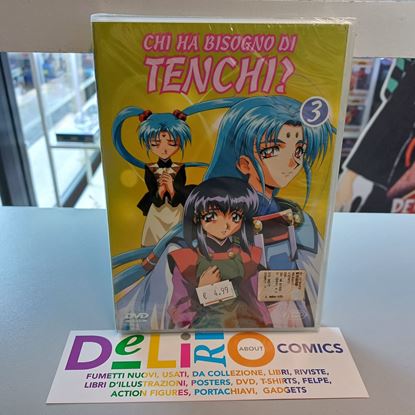 CHI HA BISOGNO DI
TENCHI?
3
€ 4,99
DVD
DeLiRiO ABOUT COMICS
FUMETTI NUOVI, USATI, DA COLLEZIONE, LIBRI, RIVISTE,
LIBRI D'ILLUSTRAZIONI, POSTERS, DVD, T-SHIRTS, FELPE,
ACTION FIGURES, PORTACHIAVI, GADGETS